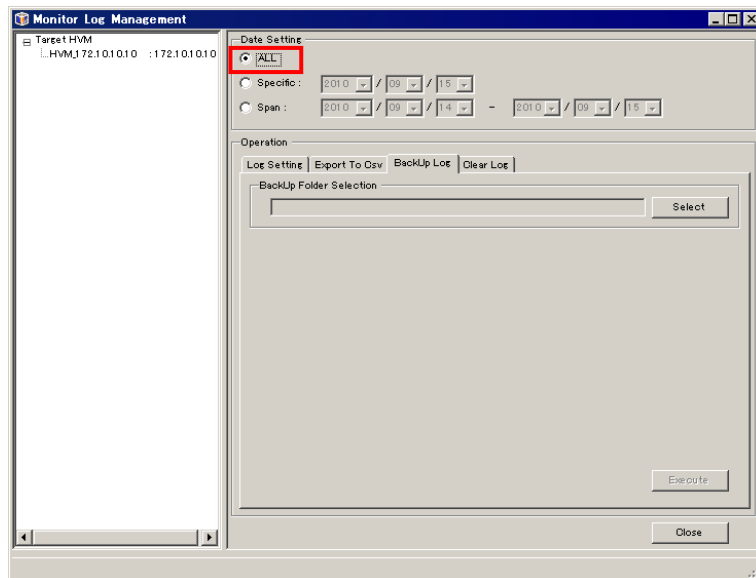 Monitor Log Management
Target HVM
HVM_172.10.10.10 : 172.10.10.10
Date Setting
ALL
Specific : 2010 / 09 / 15
Span : 2010 / 09 / 14 - 2010 / 09 / 15
Operation
Log Setting Export To Csv BackUp Log Clear Log
BackUp Folder Selection
Select
Execute
Close